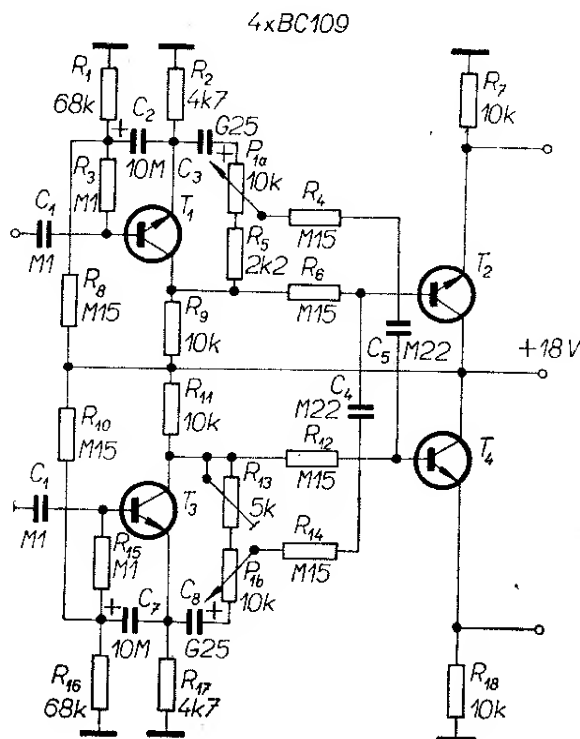 4xBC109
R1
68k
R2
4k7
R7
10k
C2
10M
G25
C3
P1a
10k
R3
M1
C1
M1
T1
R4
M15
R5
2k2
R8
M15
R6
M15
T2
R9
10k
C5
M22
+18V
C4
M22
R10
M15
R11
10k
R12
M15
T4
C1
M1
T3
R13
5k
R14
M15
R15
M1
P1b
10k
C7
10M
C8
G25
R16
68k
R17
4k7
R18
10k